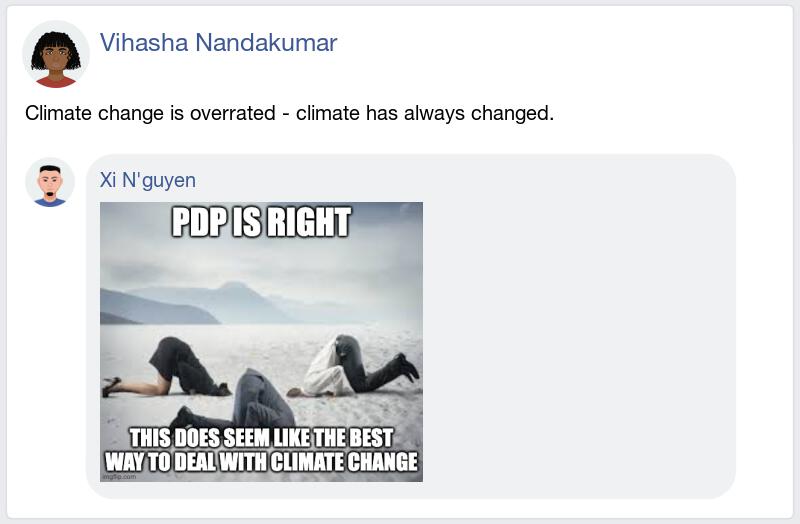 Vihasha Nandakumar
Climate change is overrated - climate has always changed.
Xi N'guyen
PDP IS RIGHT
THIS DOES SEEM LIKE THE BEST
WAY TO DEAL WITH CLIMATE CHANGE
imgflip.com